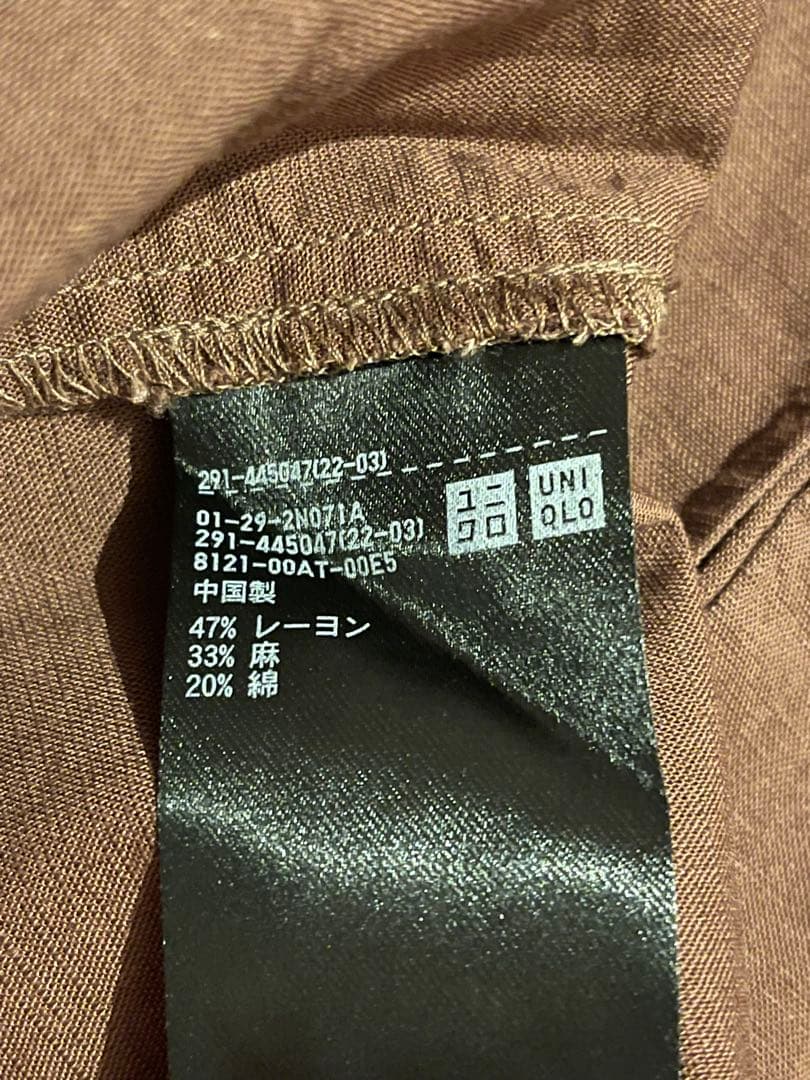 291-445047(22-03)
ユニ
クロ
UNI
QLO
01-29-2N071A
291-445047(22-03)
8121-00AT-00E5
中国製
47% レーヨン
33% 麻
20% 綿